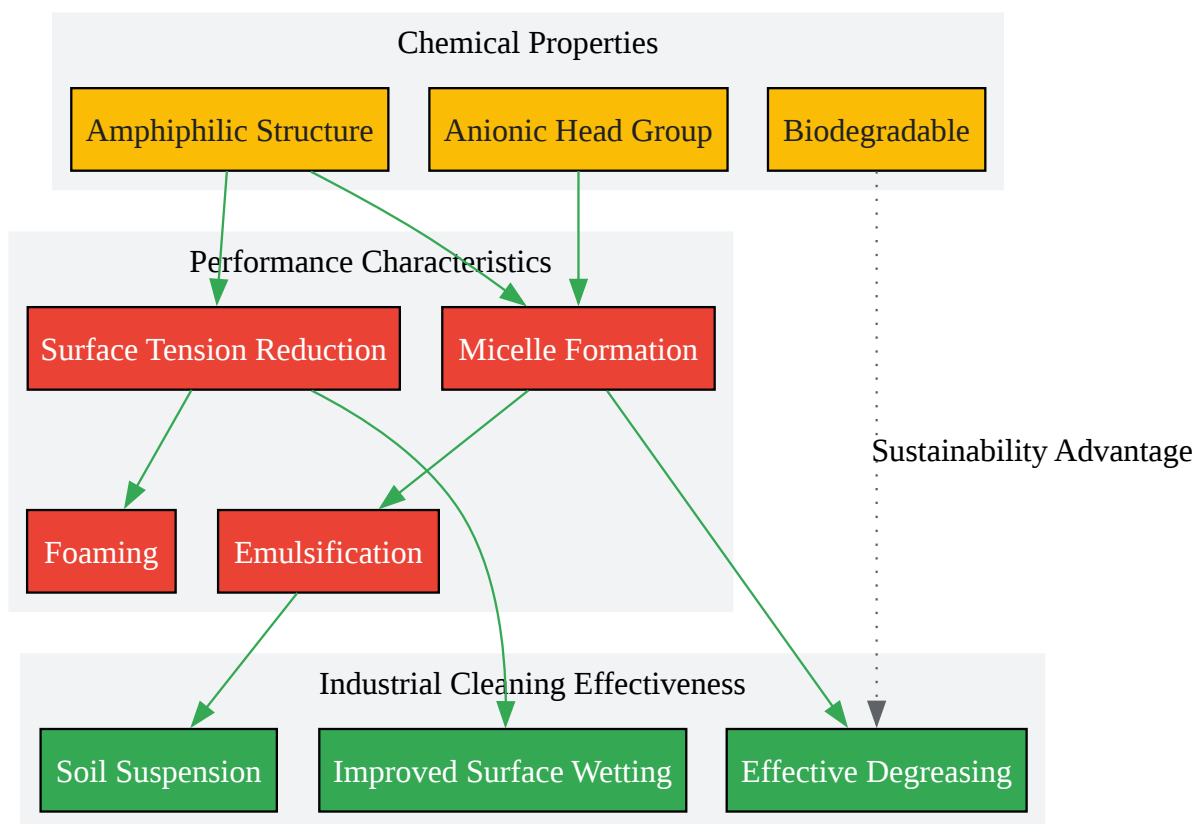 Chemical Properties
Amphiphilic Structure
Anionic Head Group
Biodegradable
Performance Characteristics
Surface Tension Reduction
Micelle Formation
Sustainability Advantage
Foaming
Emulsification
Industrial Cleaning Effectiveness
Soil Suspension
Improved Surface Wetting
Effective Degreasing